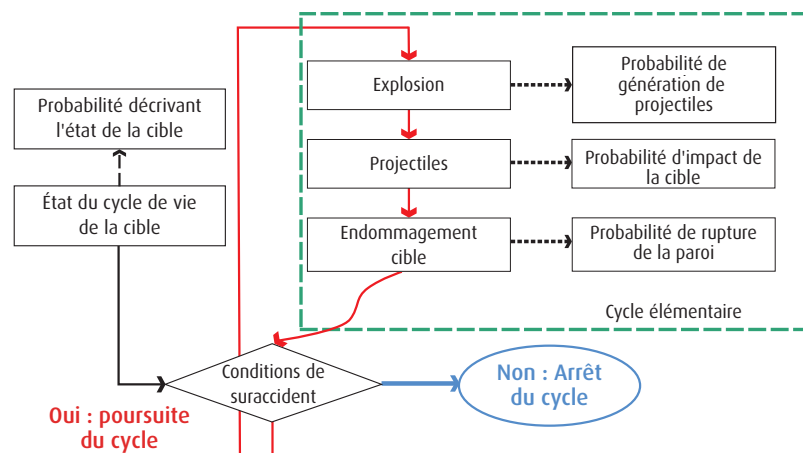 Explosion
Probabilité de
génération de
projectiles
Probabilité décrivant
l'état de la cible
Projectiles
Probabilité d'impact de
la cible
État du cycle de vie
de la cible
Endommagement
cible
Probabilité de rupture
de la paroi
Cycle élémentaire
Conditions de
suraccident
Non : Arrêt
du cycle
Oui : poursuite
du cycle